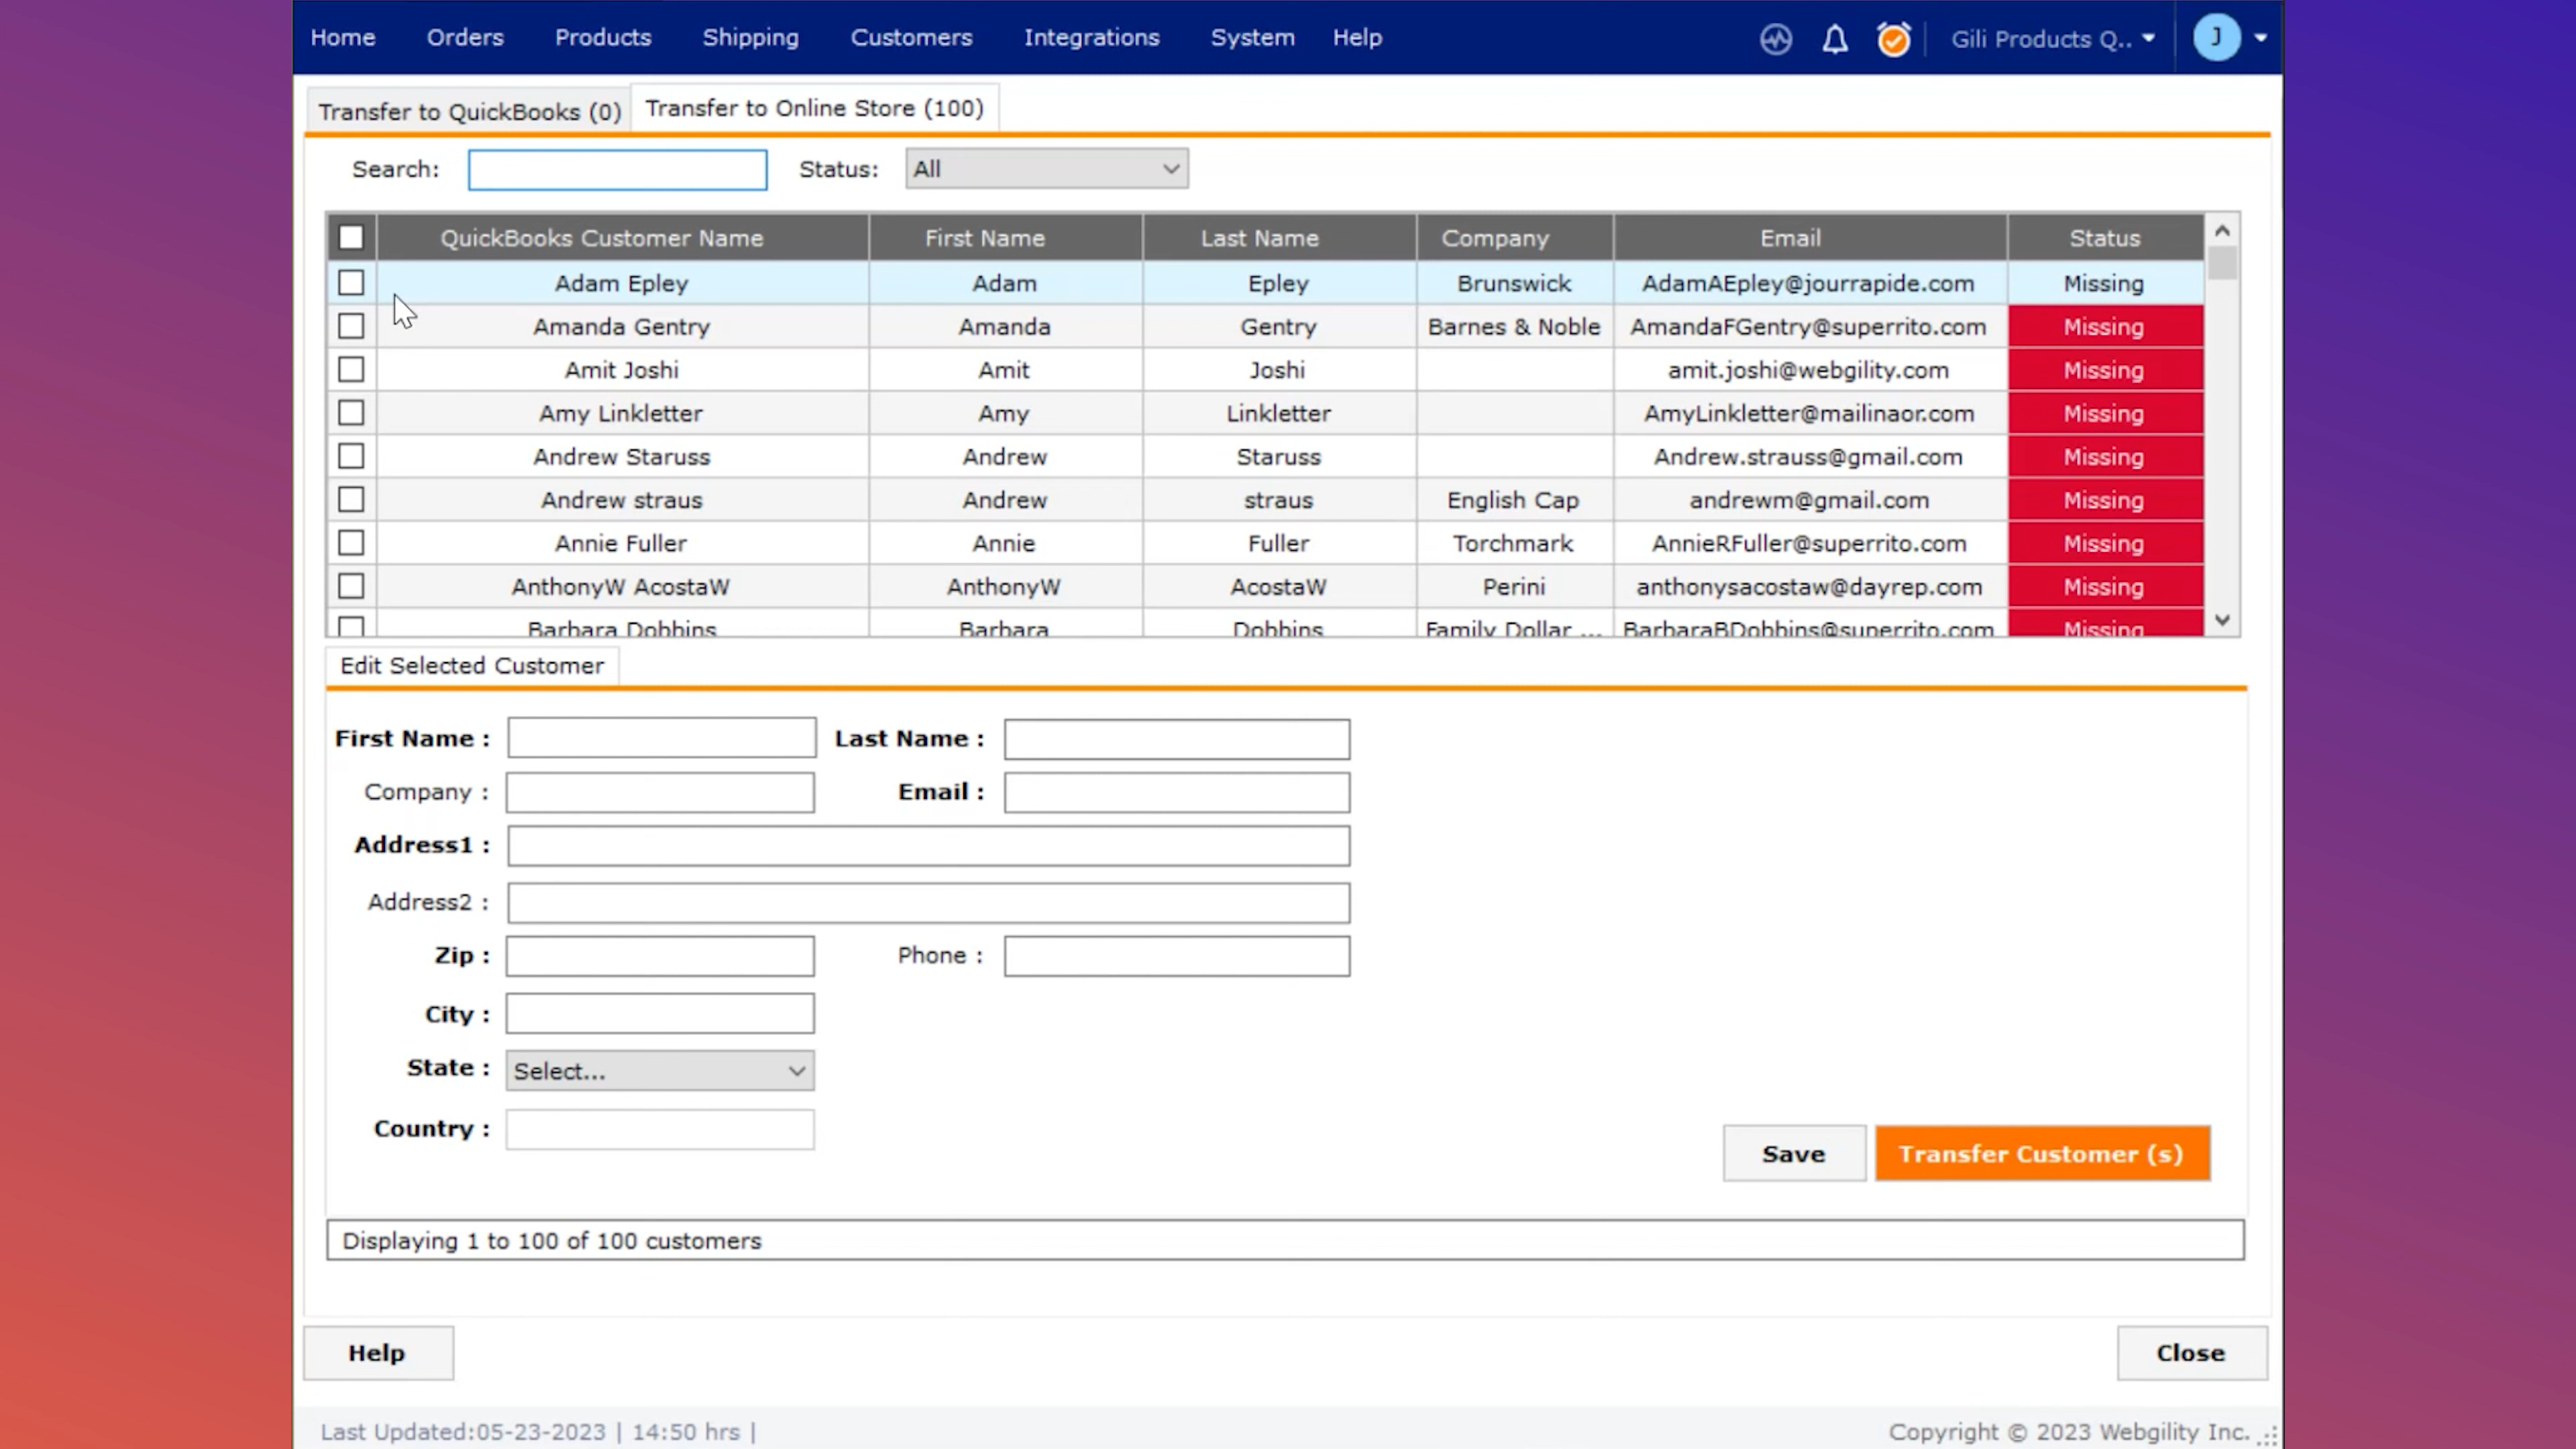 Home Orders Products Shipping Customers Integrations System Help Gili Products Q.. J
Transfer to QuickBooks (0) Transfer to Online Store (100)
Search: Status: All
QuickBooks Customer Name First Name Last Name Company Email Status
Adam Epley Adam Epley Brunswick AdamAEpley@jourrapide.com Missing
Amanda Gentry Amanda Gentry Barnes & Noble AmandaFGentry@superrito.com Missing
Amit Joshi Amit Joshi amit.joshi@webgility.com Missing
Amy Linkletter Amy Linkletter AmyLinkletter@mailinaor.com Missing
Andrew Staruss Andrew Staruss Andrew.strauss@gmail.com Missing
Andrew straus Andrew straus English Cap andrewm@gmail.com Missing
Annie Fuller Annie Fuller Torchmark AnnieRFuller@superrito.com Missing
AnthonyW AcostaW AnthonyW AcostaW Perini anthonysacostaw@dayrep.com Missing
Barbara Dobbins Barbara Dobbins Family Dollar ... BarbaraBDobbins@superrito.com Missing
Edit Selected Customer
First Name : Last Name :
Company : Email :
Address1 :
Address2 :
Zip : Phone :
City :
State : Select...
Country :
Save Transfer Customer (s)
Displaying 1 to 100 of 100 customers
Help Close
Last Updated:05-23-2023 | 14:50 hrs | Copyright © 2023 Webgility Inc.